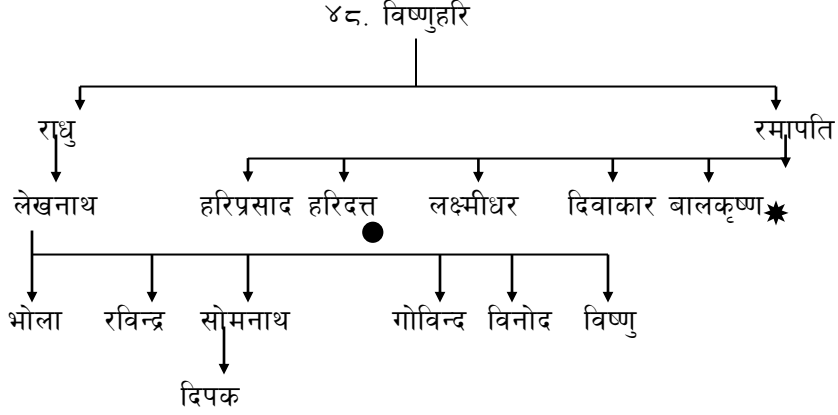 ४८. विष्णुहरि
राधु रमापति
लेखनाथ हरिप्रसाद हरिदत्त लक्ष्मीधर दिवाकार बालकृष्ण
भोला रविन्द्र सोमनाथ गोविन्द विनोद विष्णु
दिपक